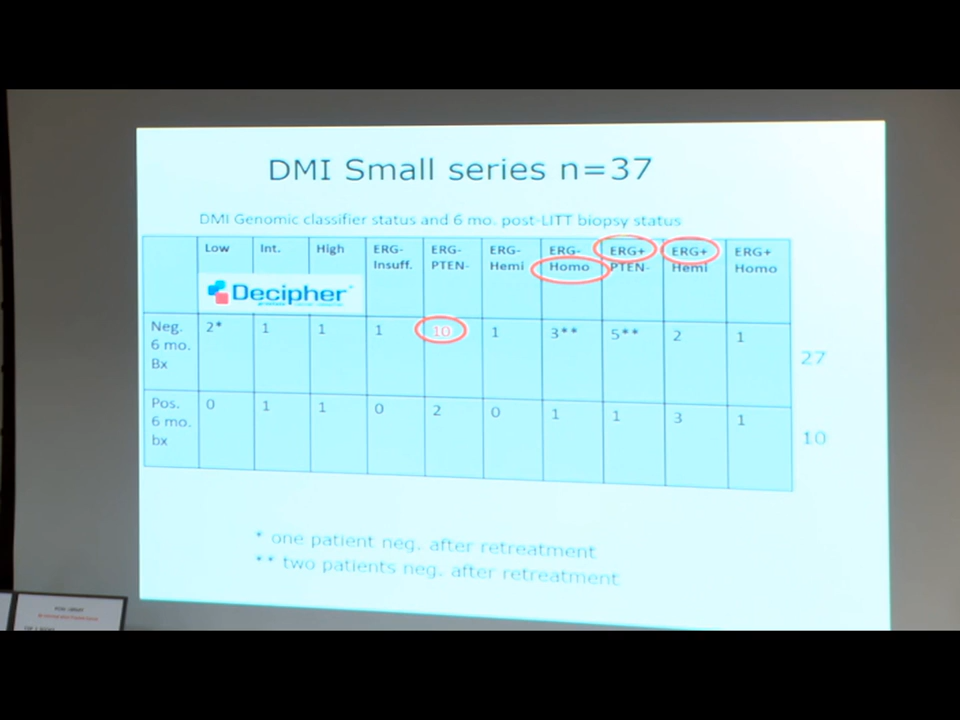 DMI Small series n=37
DMI Genomic classifier status and 6 mo. post-LITT biopsy status
Low Int. High ERG- Insuff. ERG- PTEN- ERG- Hemi ERG- Homo ERG+ PTEN- ERG+ Hemi ERG+ Homo
Decipher
Neg. 6 mo. Bx 2* 1 1 1 10 1 3** 5** 2 1 27
Pos. 6 mo. bx 0 1 1 0 2 0 1 1 3 1 10
* one patient neg. after retreatment
** two patients neg. after retreatment